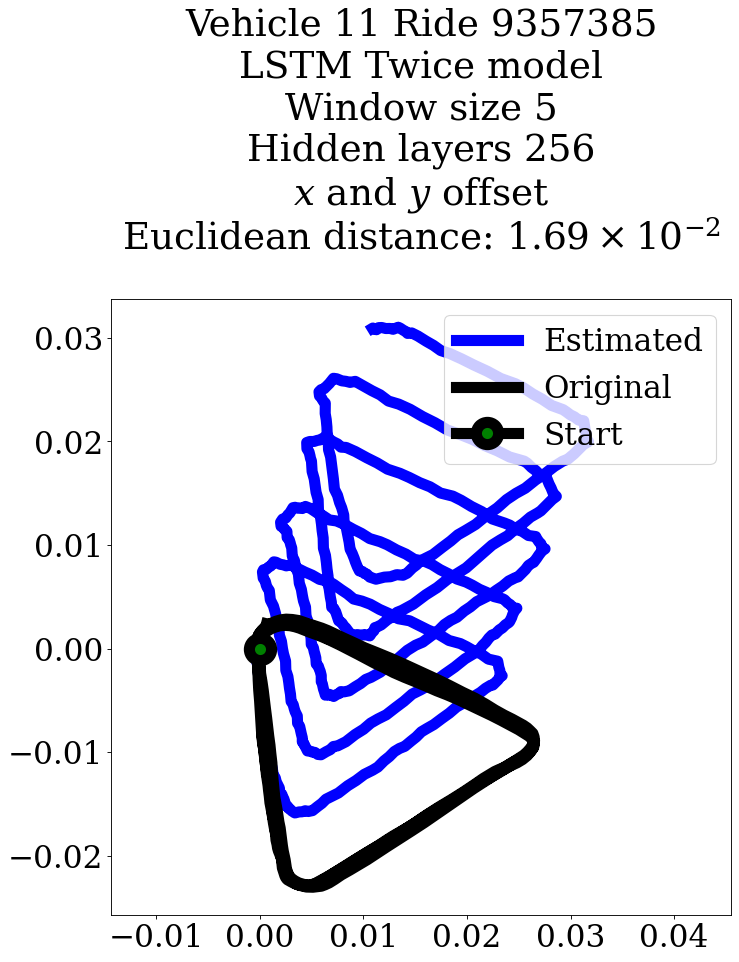 Vehicle 11 Ride 9357385
LSTM Twice model
Window size 5
Hidden layers 256
x and y offset
Euclidean distance: 1.69 × 10⁻²
Estimated
Original
Start
0.03
0.02
0.01
0.00
−0.01
−0.02
−0.01 0.00 0.01 0.02 0.03 0.04